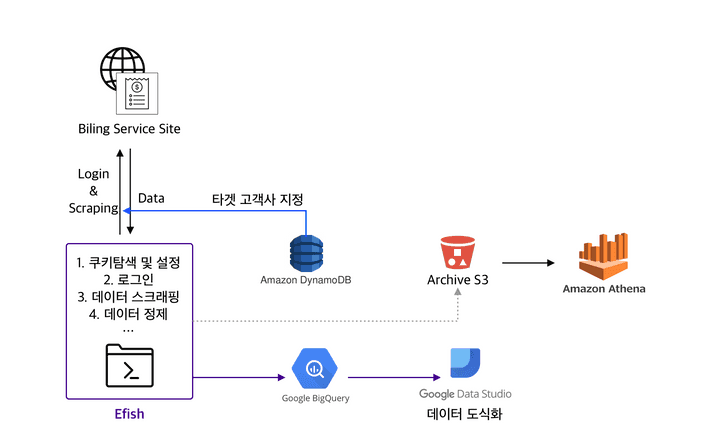 Biling Service Site
Login
&
Scraping
Data
타겟 고객사 지정
1. 쿠키탐색 및 설정
2. 로그인
3. 데이터 스크래핑
4. 데이터 정제
...
Efish
Amazon DynamoDB
Archive S3
Amazon Athena
Google BigQuery
Google Data Studio
데이터 도식화